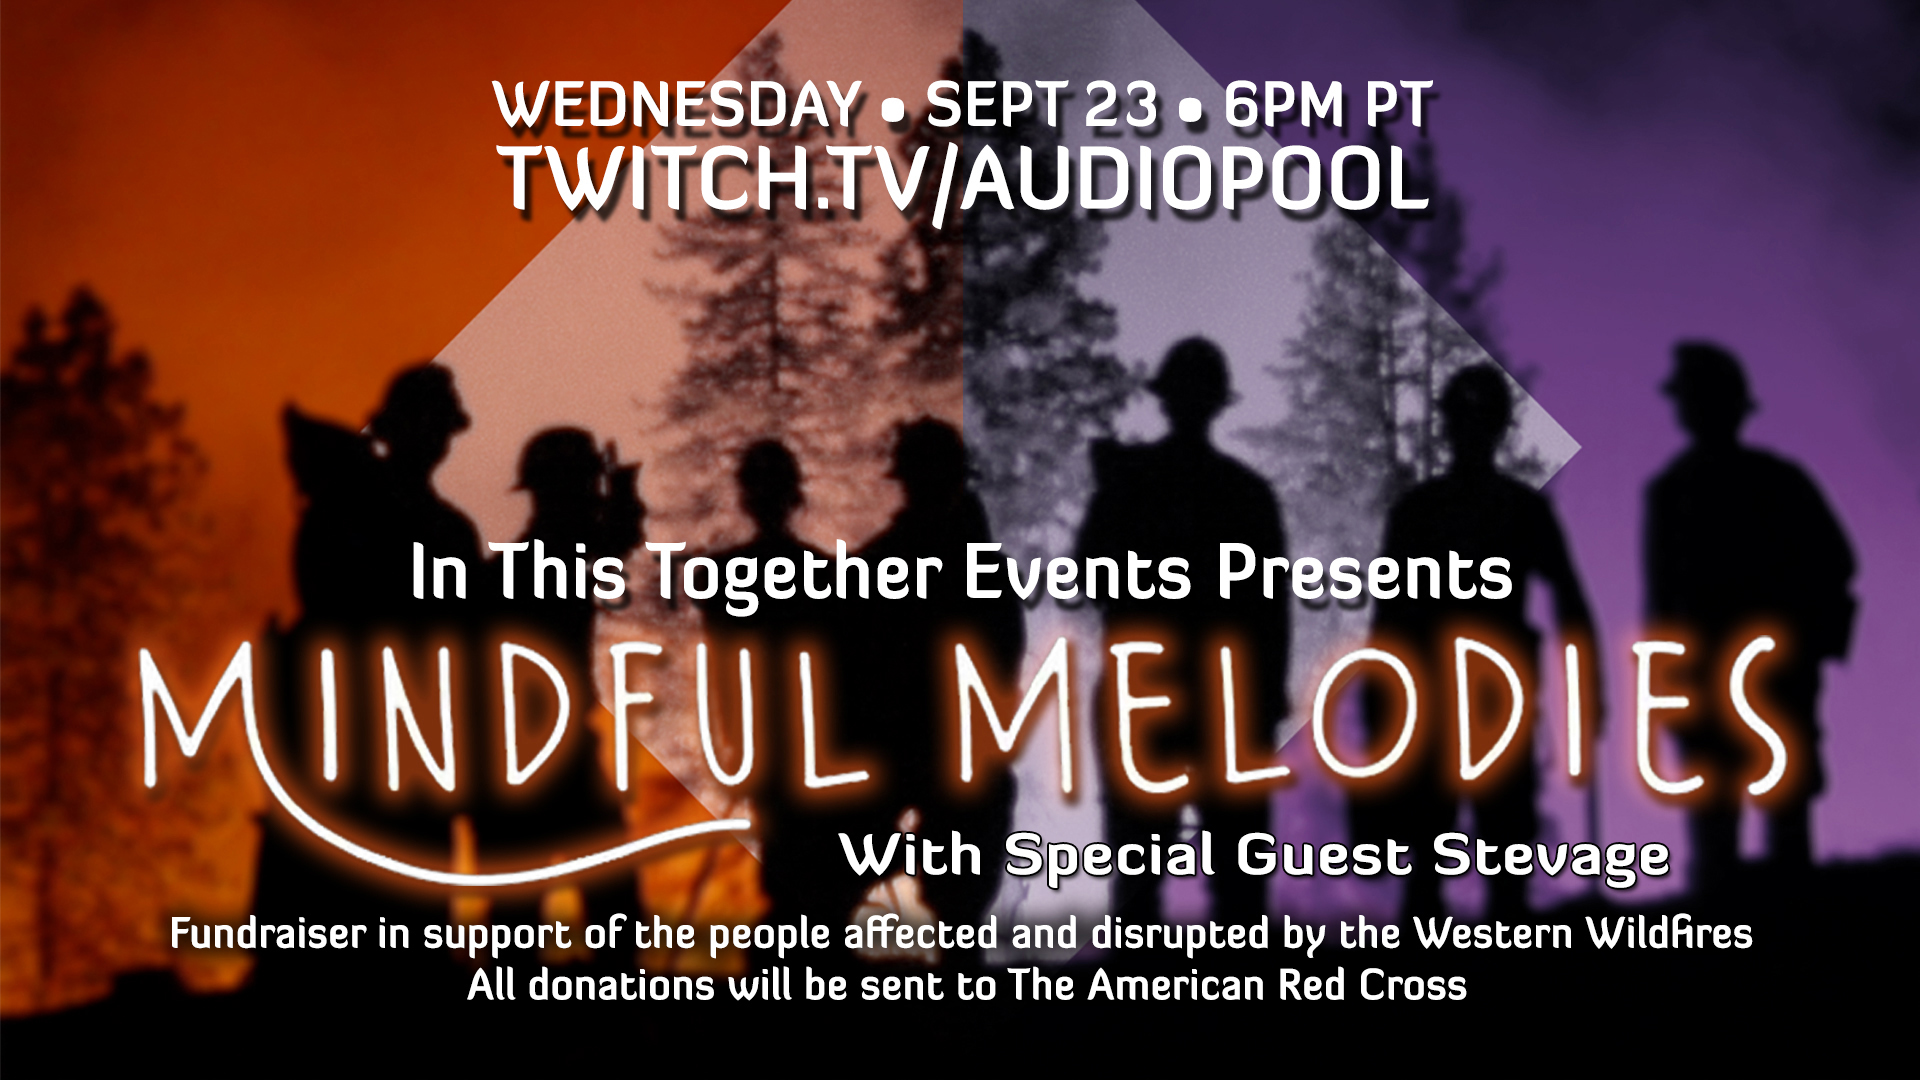 WEDNESDAY • SEPT 23 • 6PM PT
TWITCH.TV/AUDIOPOOL
In This Together Events Presents
MINDFUL MELODIES
With Special Guest Stevage
Fundraiser in support of the people affected and disrupted by the Western Wildfires
All donations will be sent to The American Red Cross